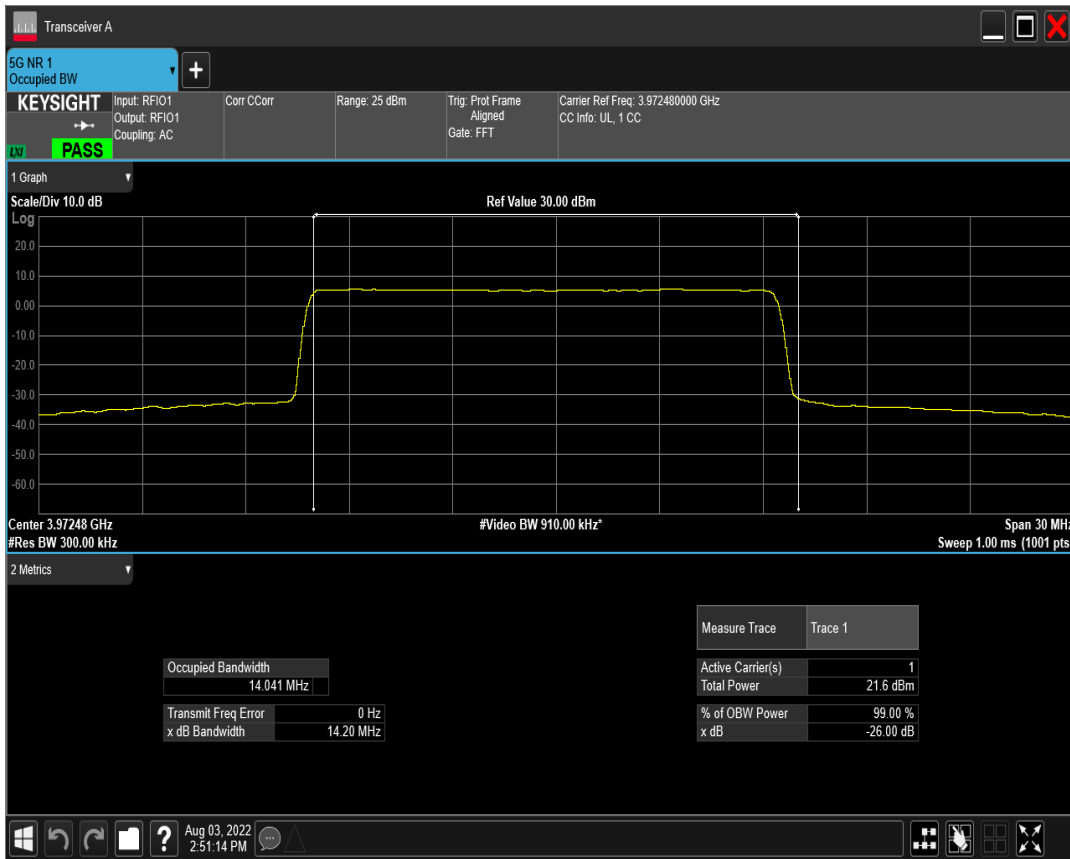 Transceiver A
5G NR 1
Occupied BW
+
KEYSIGHT
LXI
PASS
Input: RFIO1
Output: RFIO1
Coupling: AC
Corr CCorr
Range: 25 dBm
Trig: Prot Frame
Aligned
Gate: FFT
Carrier Ref Freq: 3.972480000 GHz
CC Info: UL, 1 CC
1 Graph
Scale/Div 10.0 dB
Ref Value 30.00 dBm
Log
20.0
10.0
0.00
-10.0
-20.0
-30.0
-40.0
-50.0
-60.0
Center 3.97248 GHz
#Video BW 910.00 kHz*
Span 30 MHz
#Res BW 300.00 kHz
Sweep 1.00 ms (1001 pts
2 Metrics
Measure Trace Trace 1
Occupied Bandwidth
14.041 MHz
Active Carrier(s) 1
Total Power 21.6 dBm
Transmit Freq Error 0 Hz
x dB Bandwidth 14.20 MHz
% of OBW Power 99.00 %
x dB -26.00 dB
?
Aug 03, 2022
2:51:14 PM